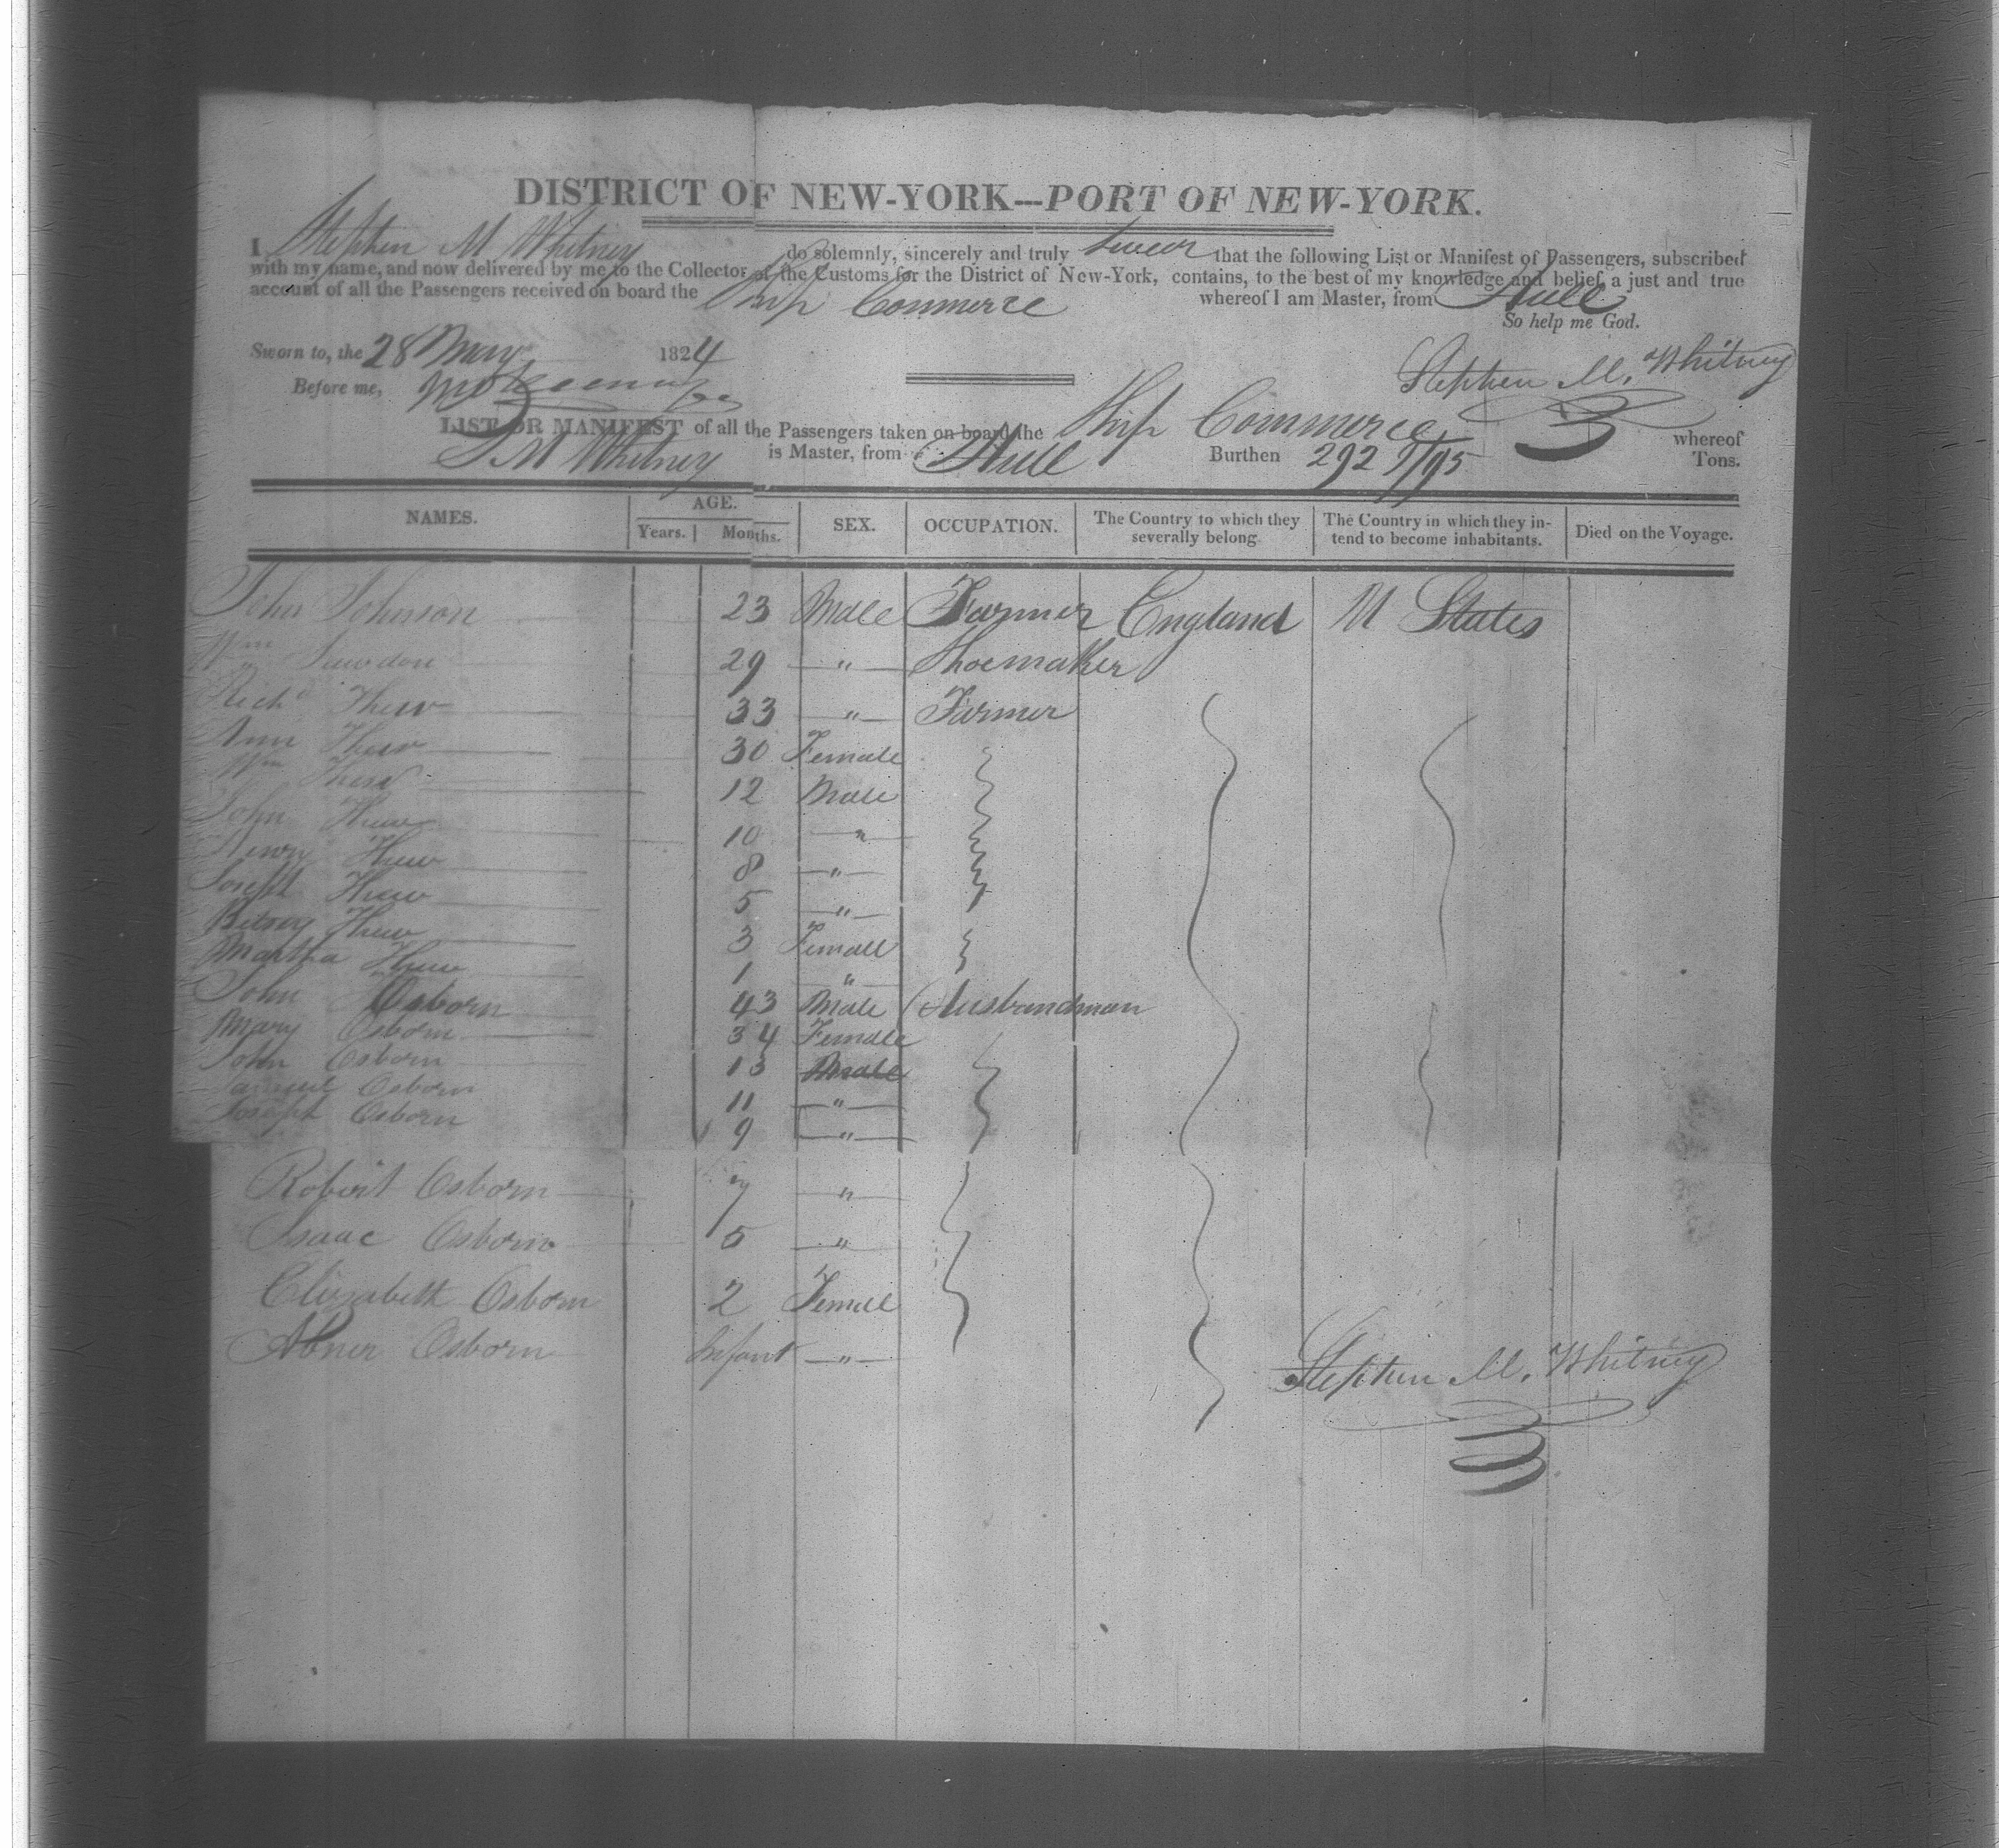 DISTRICT OF NEW-YORK---PORT OF NEW-YORK.
I Stephen M Whitney do solemnly, sincerely and truly swear that the following List or Manifest of Passengers, subscribed
with my name, and now delivered by me to the Collector of the Customs for the District of New-York, contains, to the best of my knowledge and belief, a just and true
account of all the Passengers received on board the Ship Commerce whereof I am Master, from Hull
So help me God.
Sworn to, the 28 May 1824
Stephen M. Whitney
Before me,
LIST OR MANIFEST of all the Passengers taken on board the Ship Commerce whereof
S M Whitney is Master, from Hull Burthen 292 9/95 Tons.
NAMES. AGE. Years. Months. SEX. OCCUPATION. The Country to which they severally belong. The Country in which they intend to become inhabitants. Died on the Voyage.
John Johnson 23 Male Farmer England U States
Wm Sawdon 29 " Shoemaker
Richd Thew 33 " Farmer
Ann Thew 30 Female
Wm Thew 12 Male
John Thew 10 "
Henry Thew 8 "
Joseph Thew 5 "
Betsey Thew 3 Female
Martha Thew 1 "
John Osborn 43 Male Husbandman
Mary Osborn 34 Female
John Osborn 13 Male
Samuel Osborn 11 "
Joseph Osborn 9 "
Robert Osborn 7 "
Isaac Osborn 5 "
Elizabeth Osborn 2 Female
Abner Osborn Infant "
Stephen M. Whitney